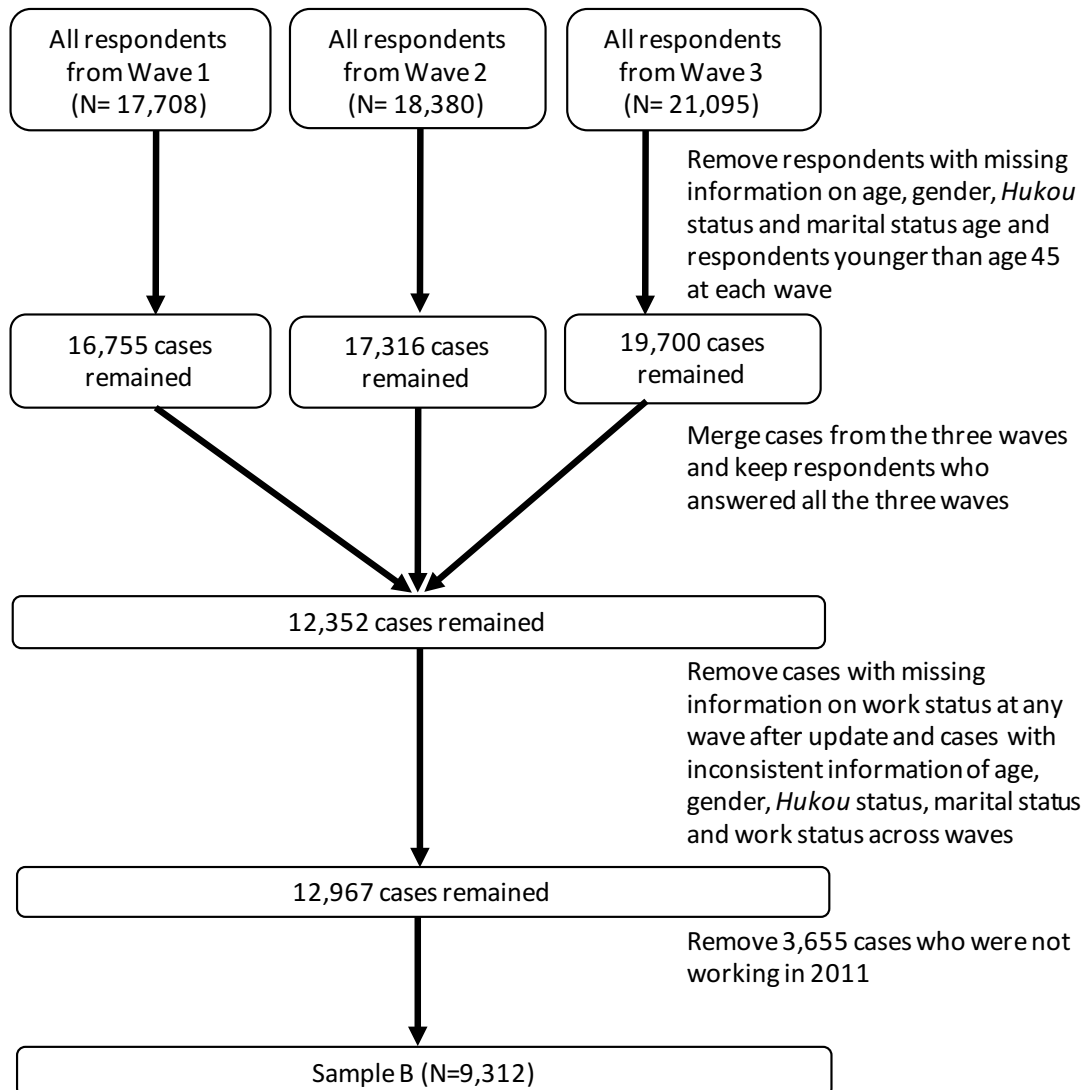 All respondents
from Wave 1
(N= 17,708)
All respondents
from Wave 2
(N= 18,380)
All respondents
from Wave 3
(N= 21,095)
Remove respondents with missing
information on age, gender, Hukou
status and marital status age and
respondents younger than age 45
at each wave
16,755 cases
remained
17,316 cases
remained
19,700 cases
remained
Merge cases from the three waves
and keep respondents who
answered all the three waves
12,352 cases remained
Remove cases with missing
information on work status at any
wave after update and cases with
inconsistent information of age,
gender, Hukou status, marital status
and work status across waves
12,967 cases remained
Remove 3,655 cases who were not
working in 2011
Sample B (N=9,312)